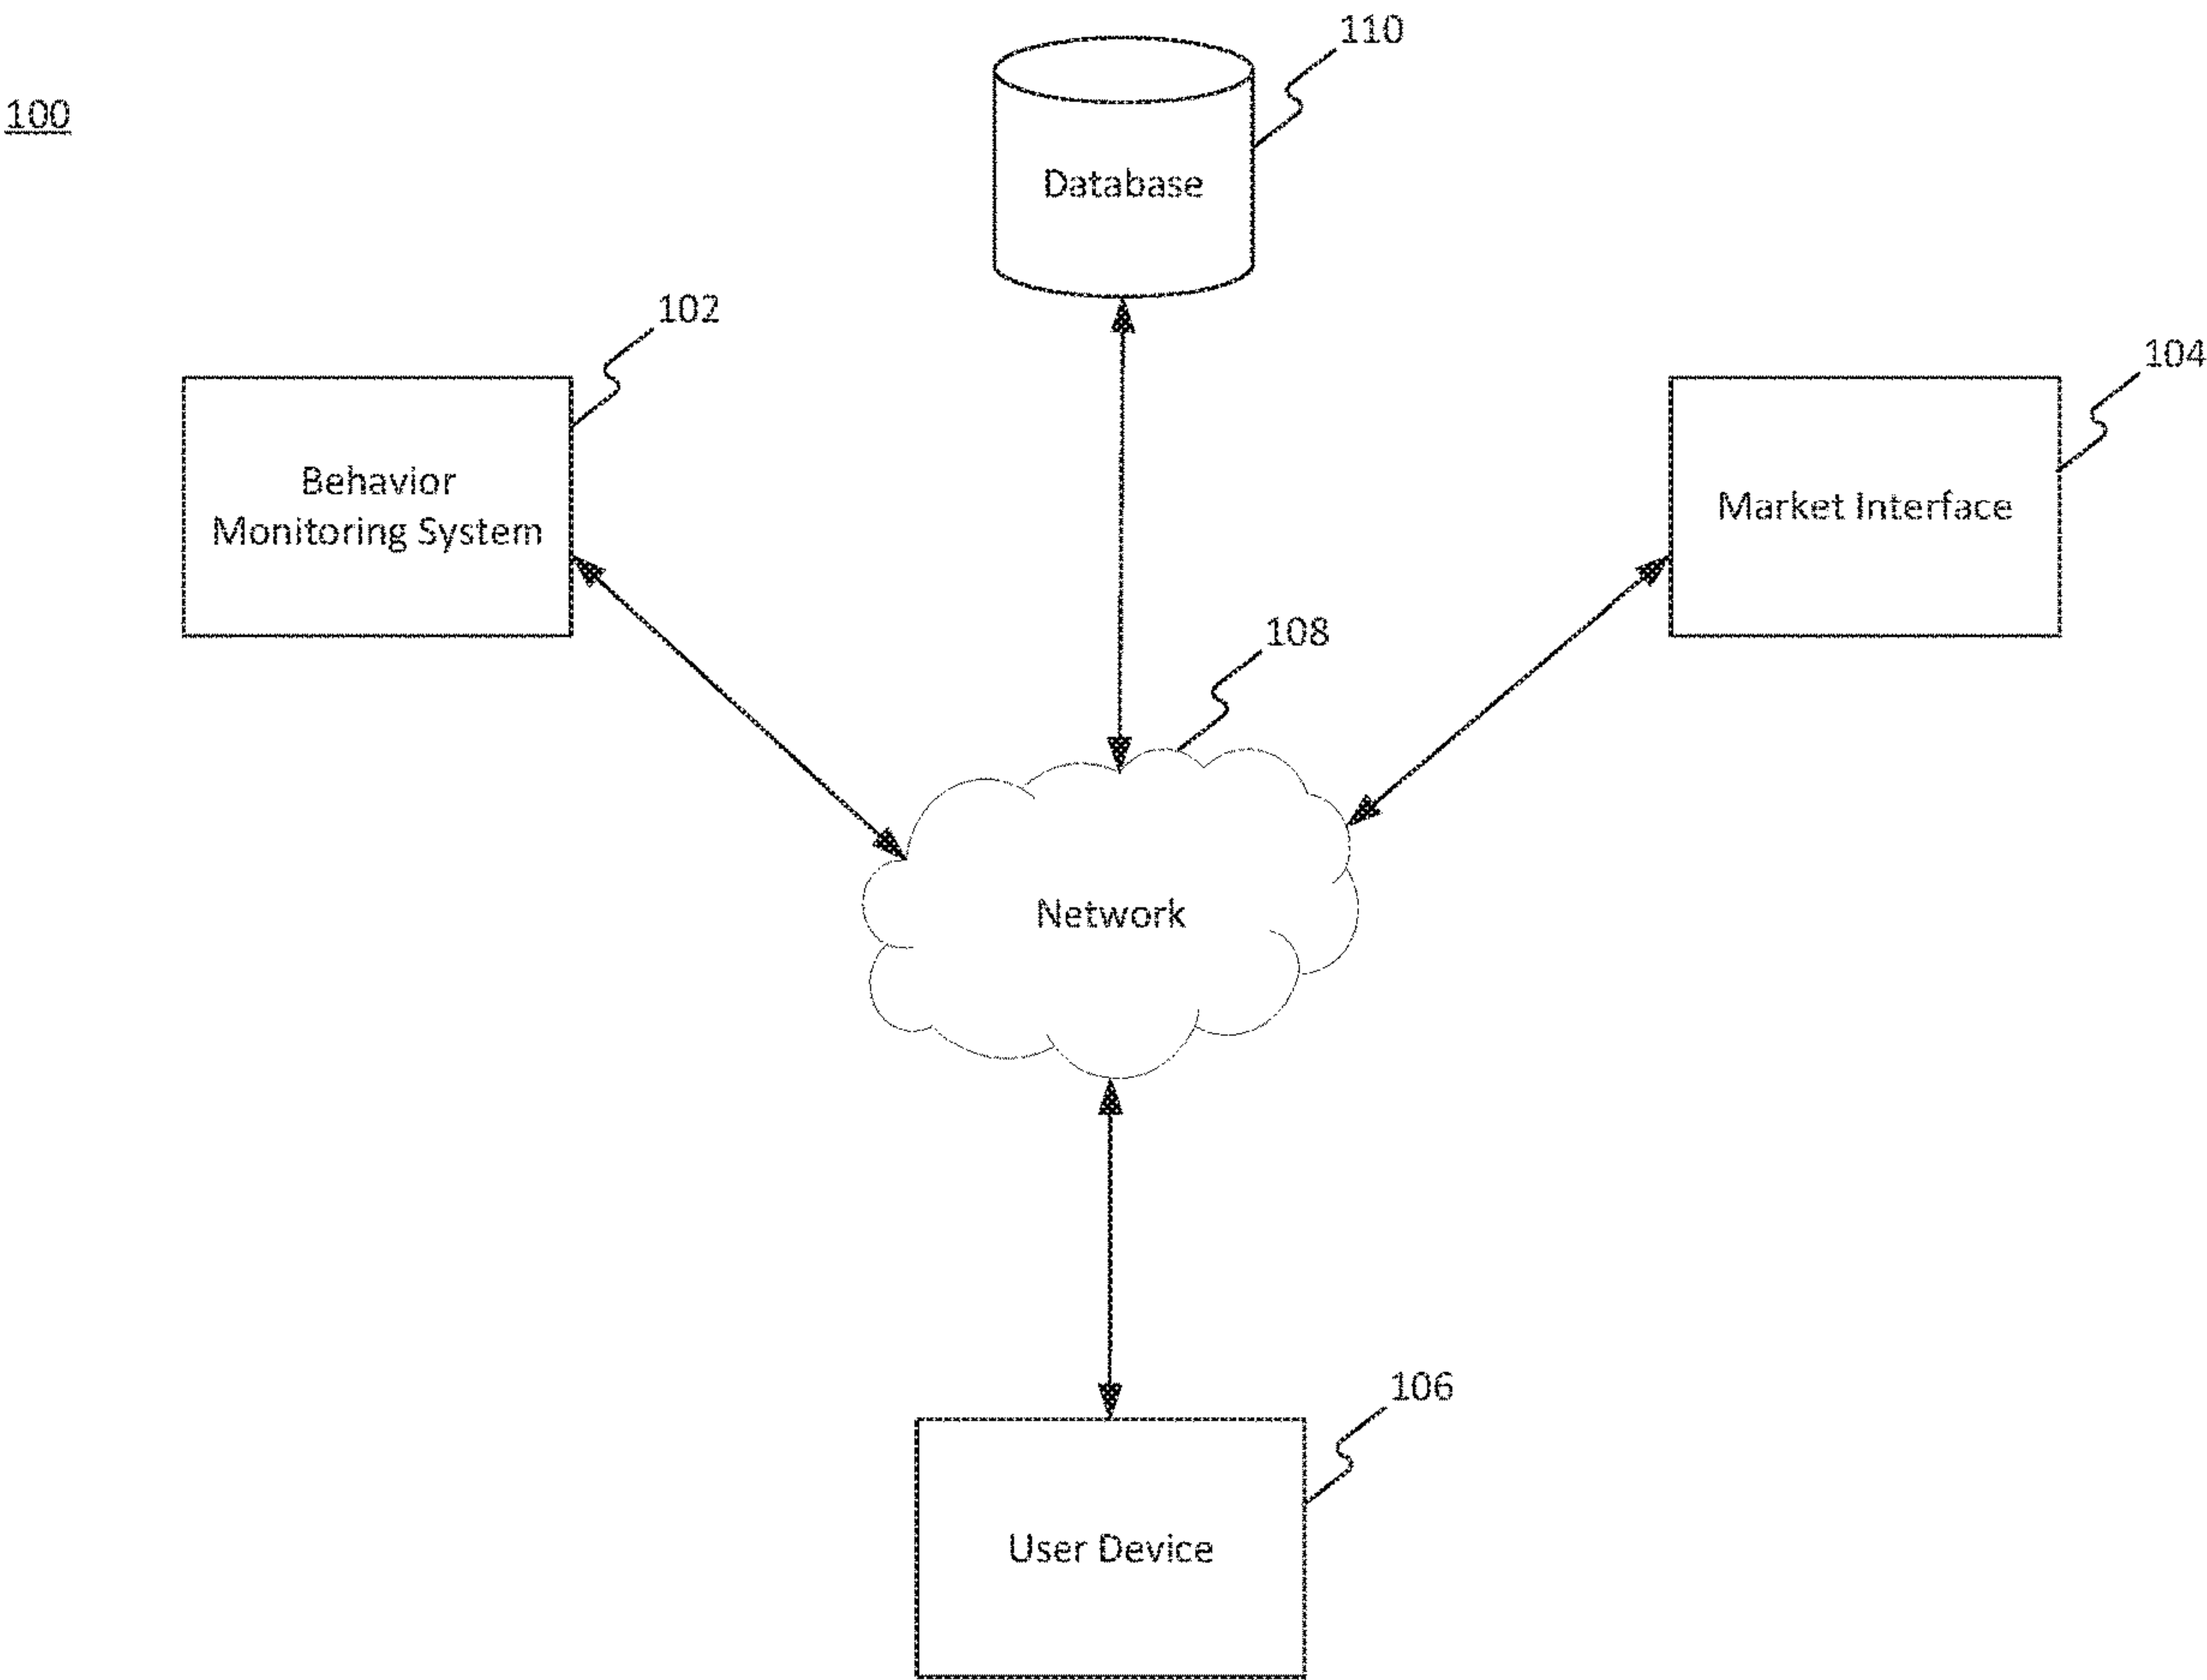 110
100
Database
102
104
Behavior
Monitoring System
Market Interface
108
Network
106
User Device